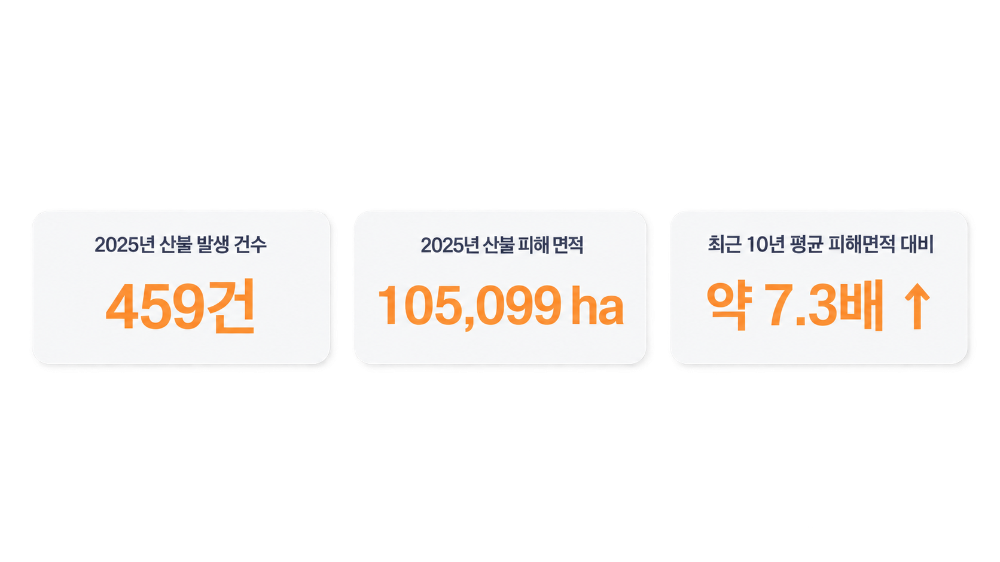 2025년 산불 발생 건수
459건
2025년 산불 피해 면적
105,099 ha
최근 10년 평균 피해면적 대비
약 7.3배 ↑